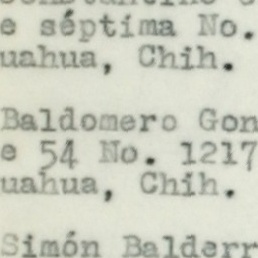 e séptima No.
uahua, Chih.
Baldomero Gon
e 54 No. 1217
uahua, Chih.
Simón Balderr